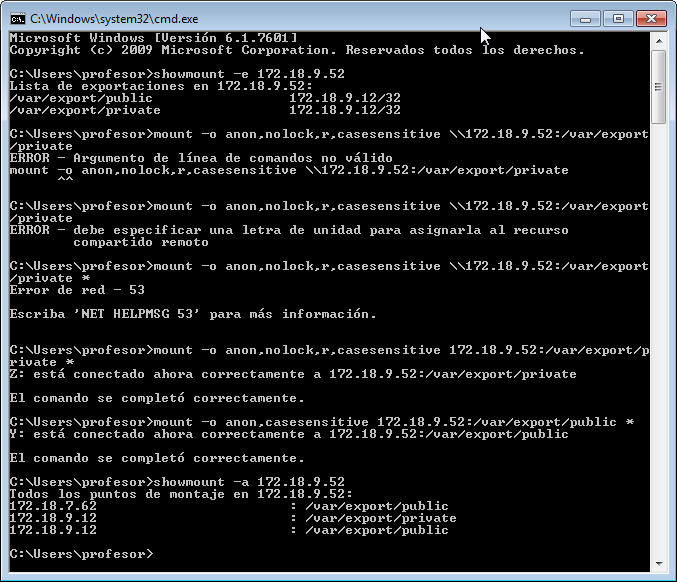 C:\Windows\system32\cmd.exe
Microsoft Windows [Versión 6.1.7601]
Copyright (c) 2009 Microsoft Corporation. Reservados todos los derechos.
C:\Users\profesor>showmount -e 172.18.9.52
Lista de exportaciones en 172.18.9.52:
/var/export/public                 172.18.9.12/32
/var/export/private                172.18.9.12/32
C:\Users\profesor>mount -o anon,nolock,r,casesensitive \\172.18.9.52:/var/export
/private
ERROR - Argumento de línea de comandos no válido
mount -o anon,nolock,r,casesensitive \\172.18.9.52:/var/export/private
      ^^
C:\Users\profesor>mount -o anon,nolock,r,casesensitive \\172.18.9.52:/var/export
/private
ERROR - debe especificar una letra de unidad para asignarla al recurso
        compartido remoto
C:\Users\profesor>mount -o anon,nolock,r,casesensitive \\172.18.9.52:/var/export
/private *
Error de red - 53
Escriba 'NET HELPMSG 53' para más información.
C:\Users\profesor>mount -o anon,nolock,r,casesensitive 172.18.9.52:/var/export/p
rivate *
Z: está conectado ahora correctamente a 172.18.9.52:/var/export/private
El comando se completó correctamente.
C:\Users\profesor>mount -o anon,casesensitive 172.18.9.52:/var/export/public *
Y: está conectado ahora correctamente a 172.18.9.52:/var/export/public
El comando se completó correctamente.
C:\Users\profesor>showmount -a 172.18.9.52
Todos los puntos de montaje en 172.18.9.52:
172.18.7.62                        : /var/export/public
172.18.9.12                        : /var/export/private
172.18.9.12                        : /var/export/public
C:\Users\profesor>